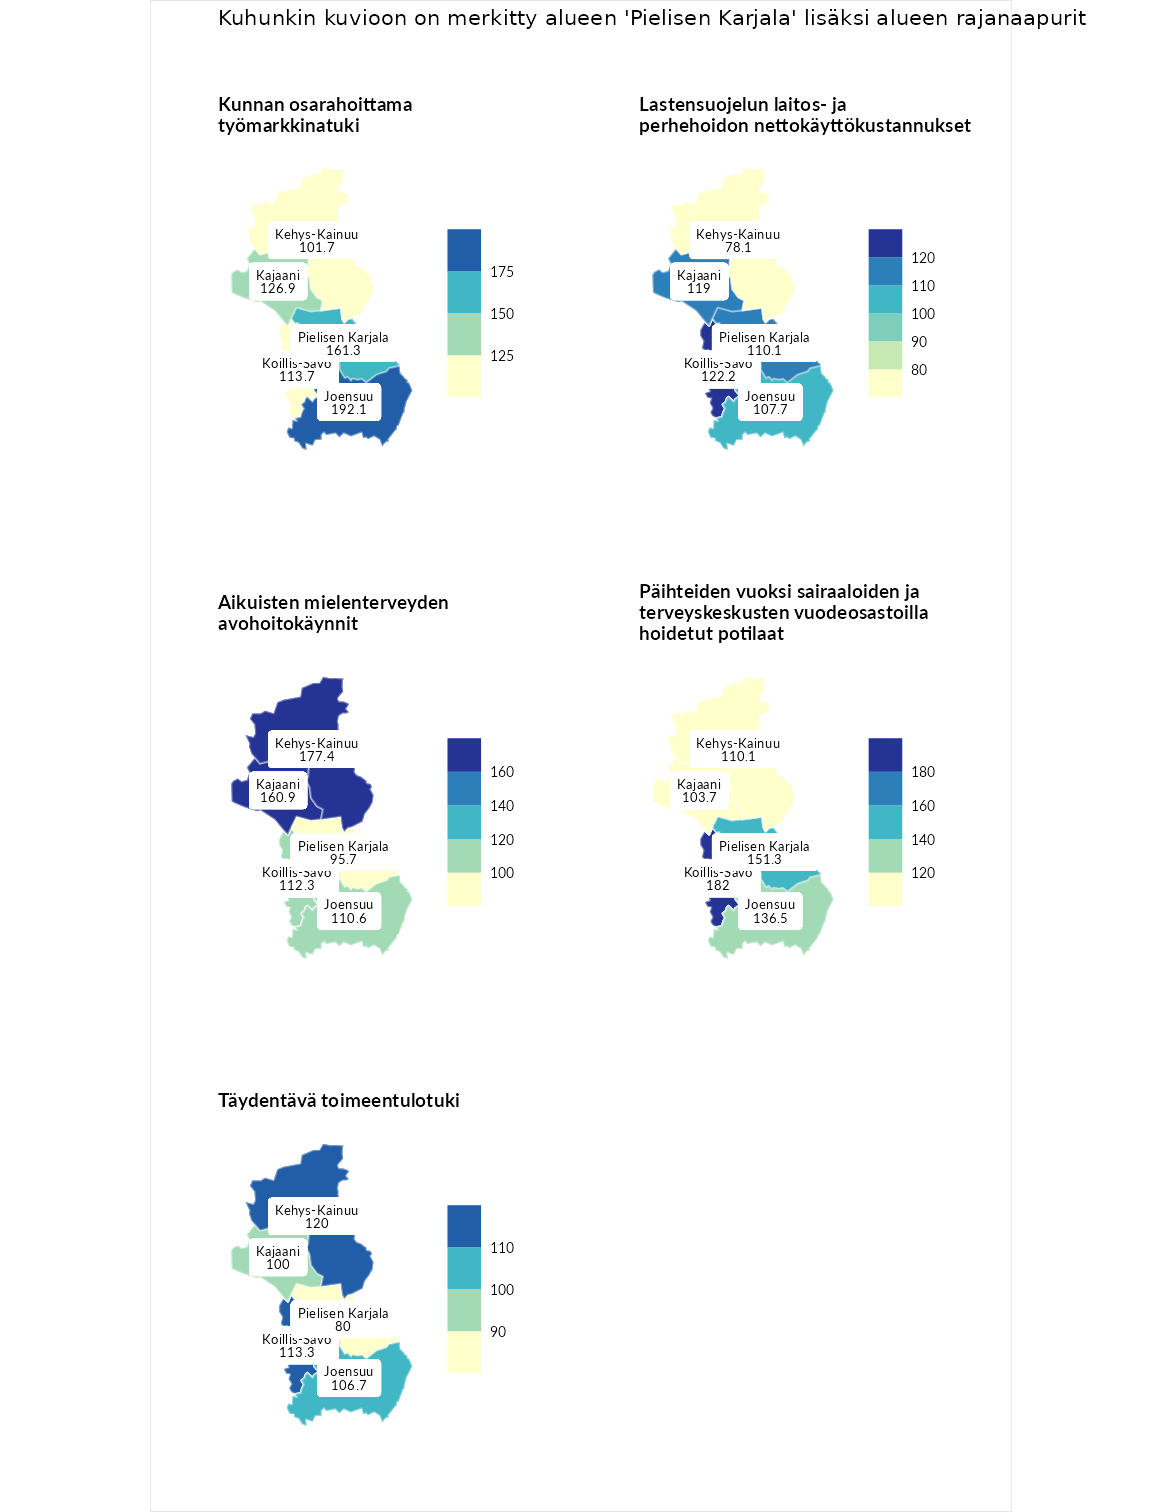 Kuhunkin kuvioon on merkitty alueen 'Pielisen Karjala' lisäksi alueen rajanaapurit
Kunnan osarahoittama
työmarkkinatuki
Kehys-Kainuu
101.7
Kajaani
126.9
Pielisen Karjala
161.3
Koillis-Savo
113.7
Joensuu
192.1
175
150
125
Lastensuojelun laitos- ja
perhehoidon nettokäyttökustannukset
Kehys-Kainuu
78.1
Kajaani
119
Pielisen Karjala
110.1
Koillis-Savo
122.2
Joensuu
107.7
120
110
100
90
80
Aikuisten mielenterveyden
avohoitokäynnit
Kehys-Kainuu
177.4
Kajaani
160.9
Pielisen Karjala
95.7
Koillis-Savo
112.3
Joensuu
110.6
160
140
120
100
Päihteiden vuoksi sairaaloiden ja
terveyskeskusten vuodeosastoilla
hoidetut potilaat
Kehys-Kainuu
110.1
Kajaani
103.7
Pielisen Karjala
151.3
Koillis-Savo
182
Joensuu
136.5
180
160
140
120
Täydentävä toimeentulotuki
Kehys-Kainuu
120
Kajaani
100
Pielisen Karjala
80
Koillis-Savo
113.3
Joensuu
106.7
110
100
90